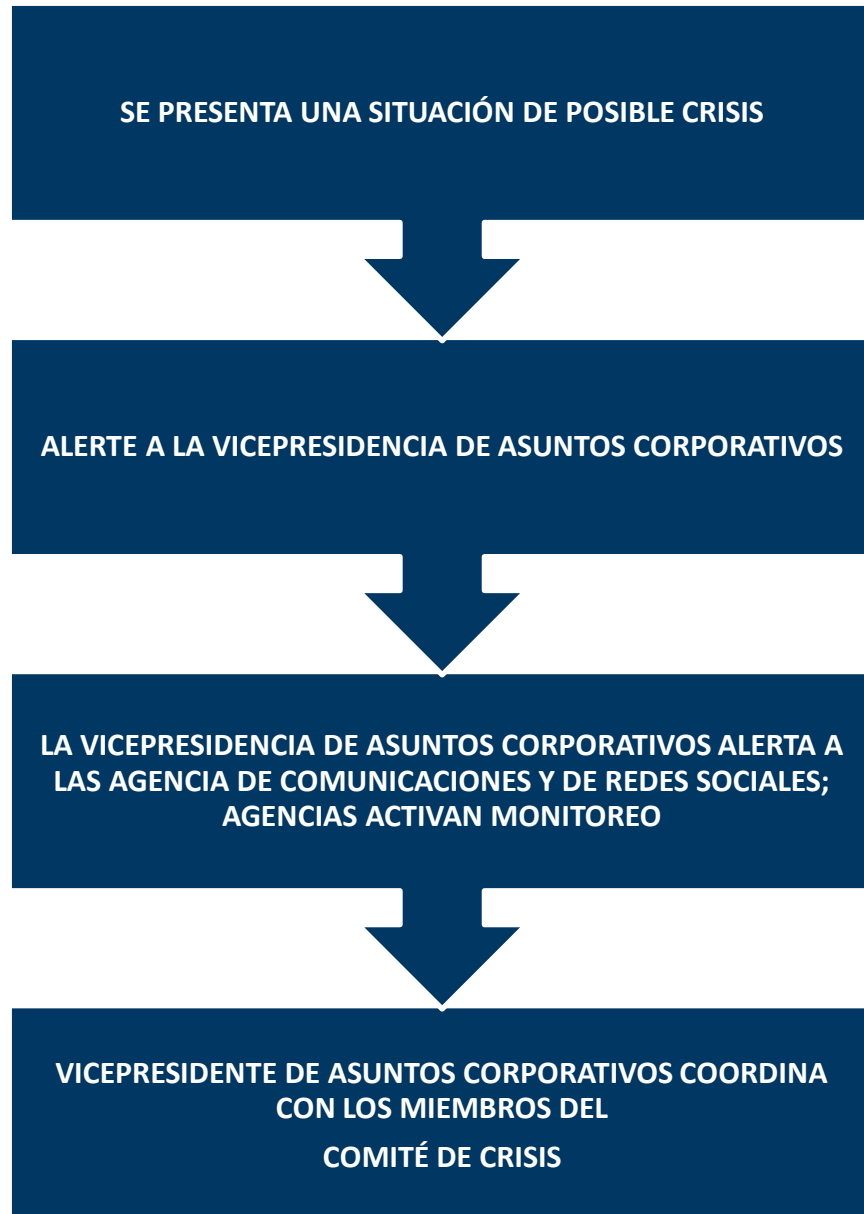 SE PRESENTA UNA SITUACIÓN DE POSIBLE CRISIS
ALERTE A LA VICEPRESIDENCIA DE ASUNTOS CORPORATIVOS
LA VICEPRESIDENCIA DE ASUNTOS CORPORATIVOS ALERTA A
LAS AGENCIA DE COMUNICACIONES Y DE REDES SOCIALES;
AGENCIAS ACTIVAN MONITOREO
VICEPRESIDENTE DE ASUNTOS CORPORATIVOS COORDINA
CON LOS MIEMBROS DEL
COMITÉ DE CRISIS